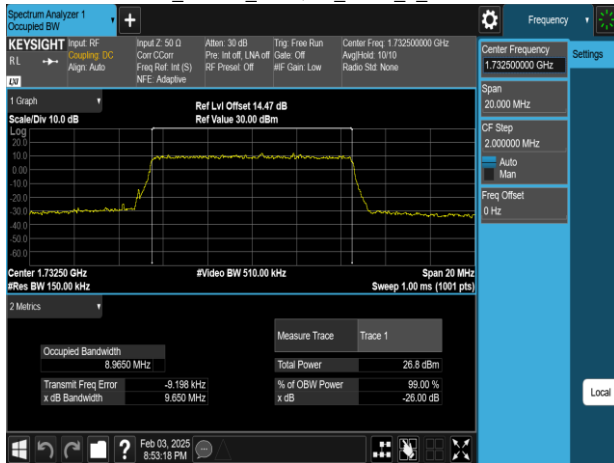 Spectrum Analyzer 1
Occupied BW
Frequency
KEYSIGHT
Input: RF
Coupling: DC
Align: Auto
RL
LXI
Input Z: 50 Ω
Corr CCorr
Freq Ref: Int (S)
NFE: Adaptive
Atten: 30 dB
Pre: Int off, LNA off
RF Preset: Off
Trig: Free Run
Gate: Off
#IF Gain: Low
Center Freq: 1.732500000 GHz
Avg|Hold: 10/10
Radio Std: None
Center Frequency
1.732500000 GHz
Settings
Span
20.000 MHz
CF Step
2.000000 MHz
Auto
Man
Freq Offset
0 Hz
Local
1 Graph
Scale/Div 10.0 dB
Ref Lvl Offset 14.47 dB
Ref Value 30.00 dBm
Log
20.0
10.0
0.00
-10.0
-20.0
-30.0
-40.0
-50.0
-60.0
Center 1.73250 GHz
#Video BW 510.00 kHz
Span 20 MHz
#Res BW 150.00 kHz
Sweep 1.00 ms (1001 pts)
2 Metrics
Measure Trace Trace 1
Occupied Bandwidth
8.9650 MHz
Total Power 26.8 dBm
Transmit Freq Error -9.198 kHz
% of OBW Power 99.00 %
x dB Bandwidth 9.650 MHz
x dB -26.00 dB
?
Feb 03, 2025
8:53:18 PM